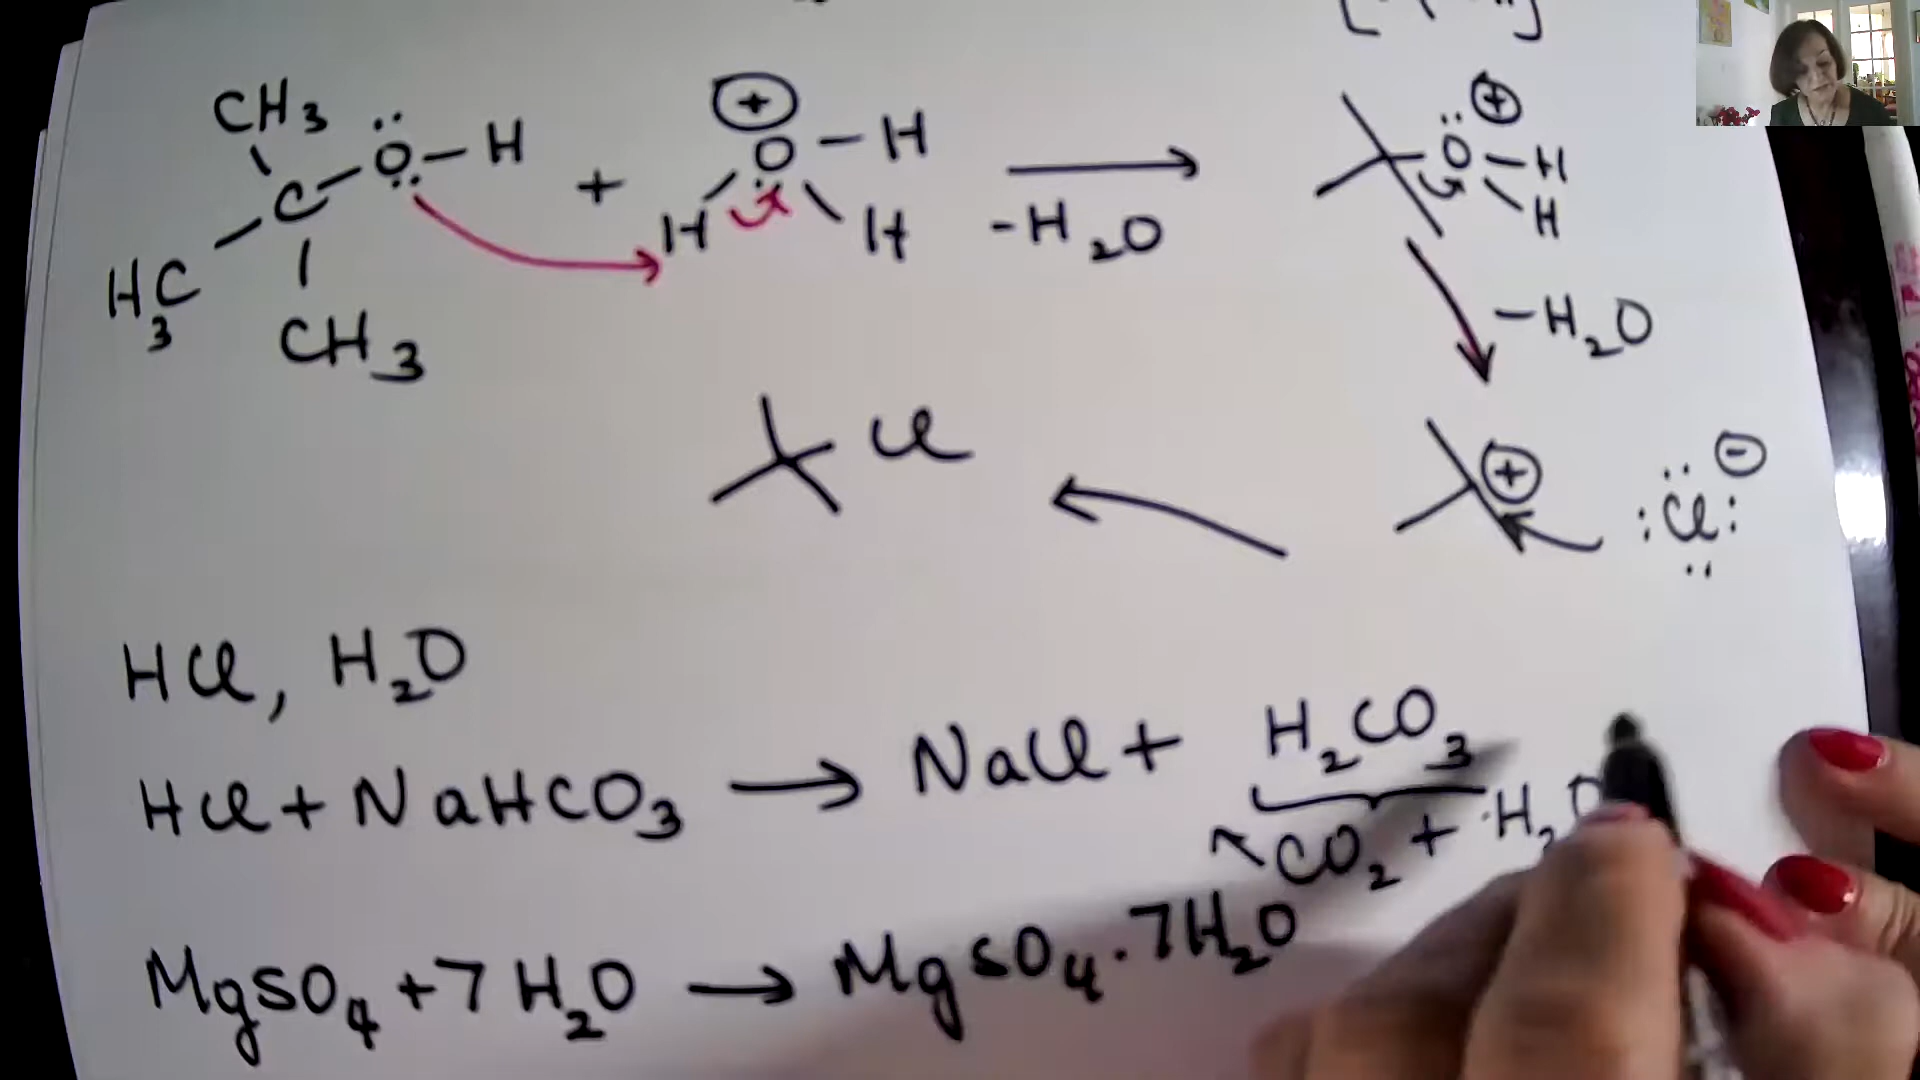 CH3
H3C - C - Ö - H + H - O⊕ - H → Ö⊕ - H
CH3 H -H2O H
-H2O
Cl ← ⊕ :Cl: ⊖
HCl, H2O
HCl + NaHCO3 → NaCl + H2CO3
CO2 + H2O
MgSO4 + 7 H2O → MgSO4 · 7H2O